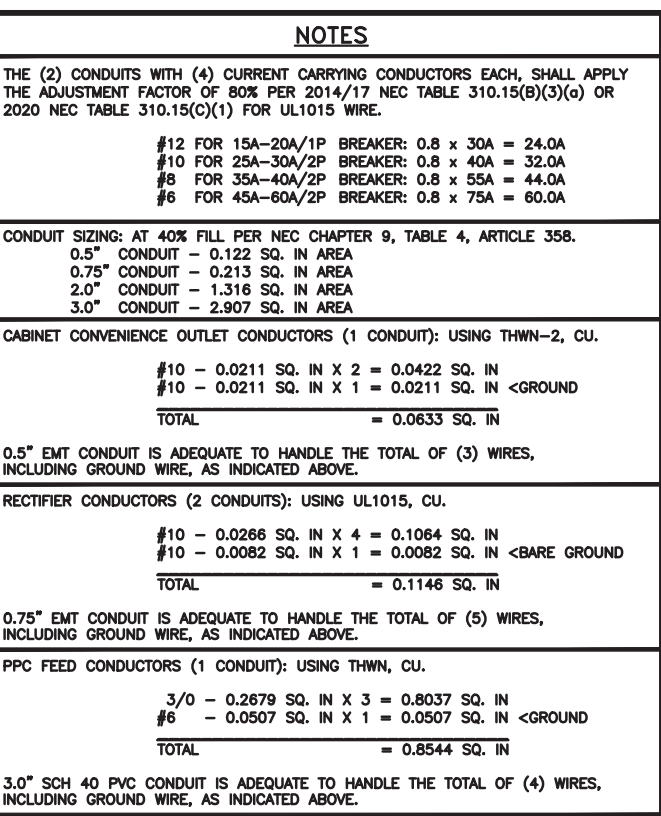 NOTES
THE (2) CONDUITS WITH (4) CURRENT CARRYING CONDUCTORS EACH, SHALL APPLY
THE ADJUSTMENT FACTOR OF 80% PER 2014/17 NEC TABLE 310.15(B)(3)(a) OR
2020 NEC TABLE 310.15(C)(1) FOR UL1015 WIRE.
#12 FOR 15A-20A/1P BREAKER: 0.8 x 30A = 24.0A
#10 FOR 25A-30A/2P BREAKER: 0.8 x 40A = 32.0A
#8 FOR 35A-40A/2P BREAKER: 0.8 x 55A = 44.0A
#6 FOR 45A-60A/2P BREAKER: 0.8 x 75A = 60.0A
CONDUIT SIZING: AT 40% FILL PER NEC CHAPTER 9, TABLE 4, ARTICLE 358.
0.5" CONDUIT - 0.122 SQ. IN AREA
0.75" CONDUIT - 0.213 SQ. IN AREA
2.0" CONDUIT - 1.316 SQ. IN AREA
3.0" CONDUIT - 2.907 SQ. IN AREA
CABINET CONVENIENCE OUTLET CONDUCTORS (1 CONDUIT): USING THWN-2, CU.
#10 - 0.0211 SQ. IN X 2 = 0.0422 SQ. IN
#10 - 0.0211 SQ. IN X 1 = 0.0211 SQ. IN <GROUND
TOTAL = 0.0633 SQ. IN
0.5" EMT CONDUIT IS ADEQUATE TO HANDLE THE TOTAL OF (3) WIRES,
INCLUDING GROUND WIRE, AS INDICATED ABOVE.
RECTIFIER CONDUCTORS (2 CONDUITS): USING UL1015, CU.
#10 - 0.0266 SQ. IN X 4 = 0.1064 SQ. IN
#10 - 0.0082 SQ. IN X 1 = 0.0082 SQ. IN <BARE GROUND
TOTAL = 0.1146 SQ. IN
0.75" EMT CONDUIT IS ADEQUATE TO HANDLE THE TOTAL OF (5) WIRES,
INCLUDING GROUND WIRE, AS INDICATED ABOVE.
PPC FEED CONDUCTORS (1 CONDUIT): USING THWN, CU.
3/0 - 0.2679 SQ. IN X 3 = 0.8037 SQ. IN
#6 - 0.0507 SQ. IN X 1 = 0.0507 SQ. IN <GROUND
TOTAL = 0.8544 SQ. IN
3.0" SCH 40 PVC CONDUIT IS ADEQUATE TO HANDLE THE TOTAL OF (4) WIRES,
INCLUDING GROUND WIRE, AS INDICATED ABOVE.